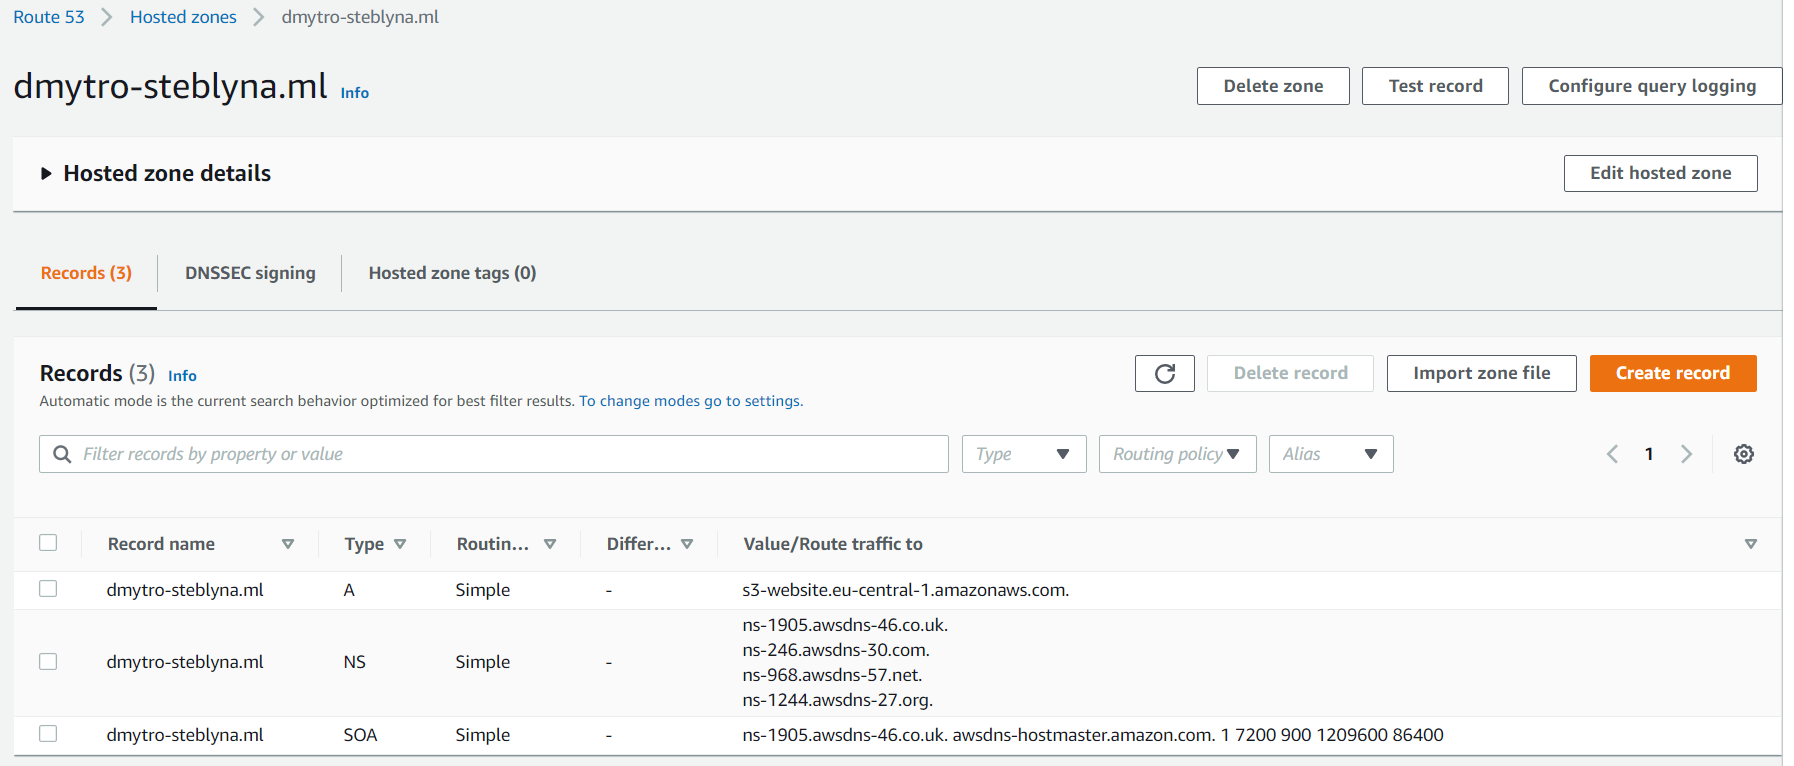 Route 53 > Hosted zones > dmytro-steblyna.ml
dmytro-steblyna.ml Info
Delete zone Test record Configure query logging
Hosted zone details
Edit hosted zone
Records (3) DNSSEC signing Hosted zone tags (0)
Records (3) Info
Delete record Import zone file Create record
Automatic mode is the current search behavior optimized for best filter results. To change modes go to settings.
Filter records by property or value Type Routing policy Alias 1
Record name Type Routin... Differ... Value/Route traffic to
dmytro-steblyna.ml A Simple - s3-website.eu-central-1.amazonaws.com.
ns-1905.awsdns-46.co.uk.
ns-246.awsdns-30.com.
dmytro-steblyna.ml NS Simple -
ns-968.awsdns-57.net.
ns-1244.awsdns-27.org.
dmytro-steblyna.ml SOA Simple - ns-1905.awsdns-46.co.uk. awsdns-hostmaster.amazon.com. 1 7200 900 1209600 86400